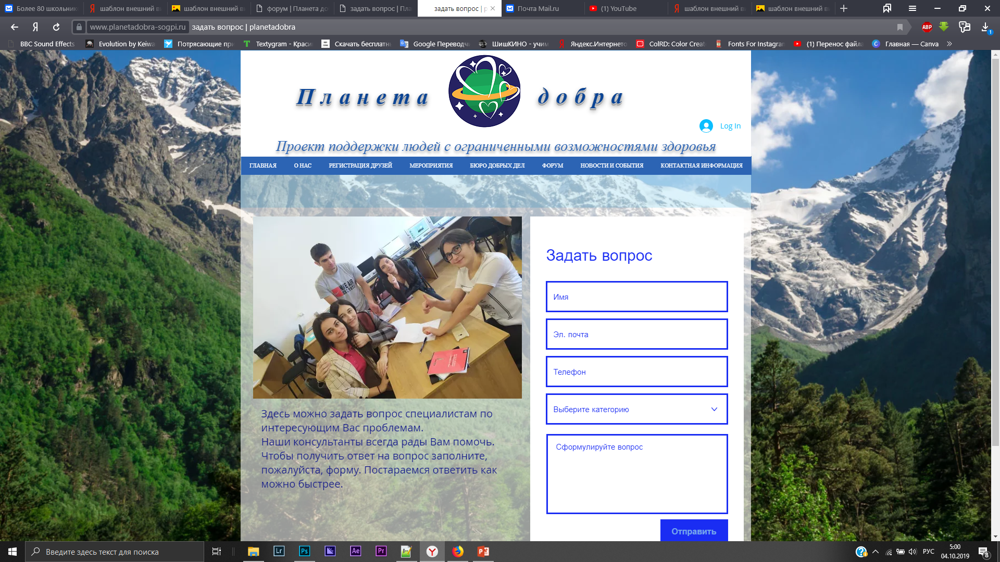 Более 80 школьник
шаблон внешний в
шаблон внешний в
форум | Планета до
задать вопрос | Пла
задать вопрос | p
Почта Mail.ru
(1) YouTube
шаблон внешний в
шаблон внешний в
www.planetadobra-sogpi.ru задать вопрос | planetadobra
ABP
1
BBC Sound Effects
Evolution by Keiwa
Потрясающие при
Textygram - Краси
Скачать бесплатн
Google Переводчи
ШишКИНО - учим
Яндекс.Интернето
ColRD: Color Creat
Fonts For Instagram
(1) Перенос файла
Главная — Canva
Планета добра
Log In
Проект поддержки людей с ограниченными возможностями здоровья
ГЛАВНАЯ О НАС РЕГИСТРАЦИЯ ДРУЗЕЙ МЕРОПРИЯТИЯ БЮРО ДОБРЫХ ДЕЛ ФОРУМ НОВОСТИ И СОБЫТИЯ КОНТАКТНАЯ ИНФОРМАЦИЯ
Здесь можно задать вопрос специалистам по
интересующим Вас проблемам.
Наши консультанты всегда рады Вам помочь.
Чтобы получить ответ на вопрос заполните,
пожалуйста, форму. Постараемся ответить как
можно быстрее.
Задать вопрос
Имя
Эл. почта
Телефон
Выберите категорию
Сформулируйте вопрос
Отправить
Введите здесь текст для поиска
Lr
Ps
Ae
Pr
РУС
5:00
04.10.2019
8